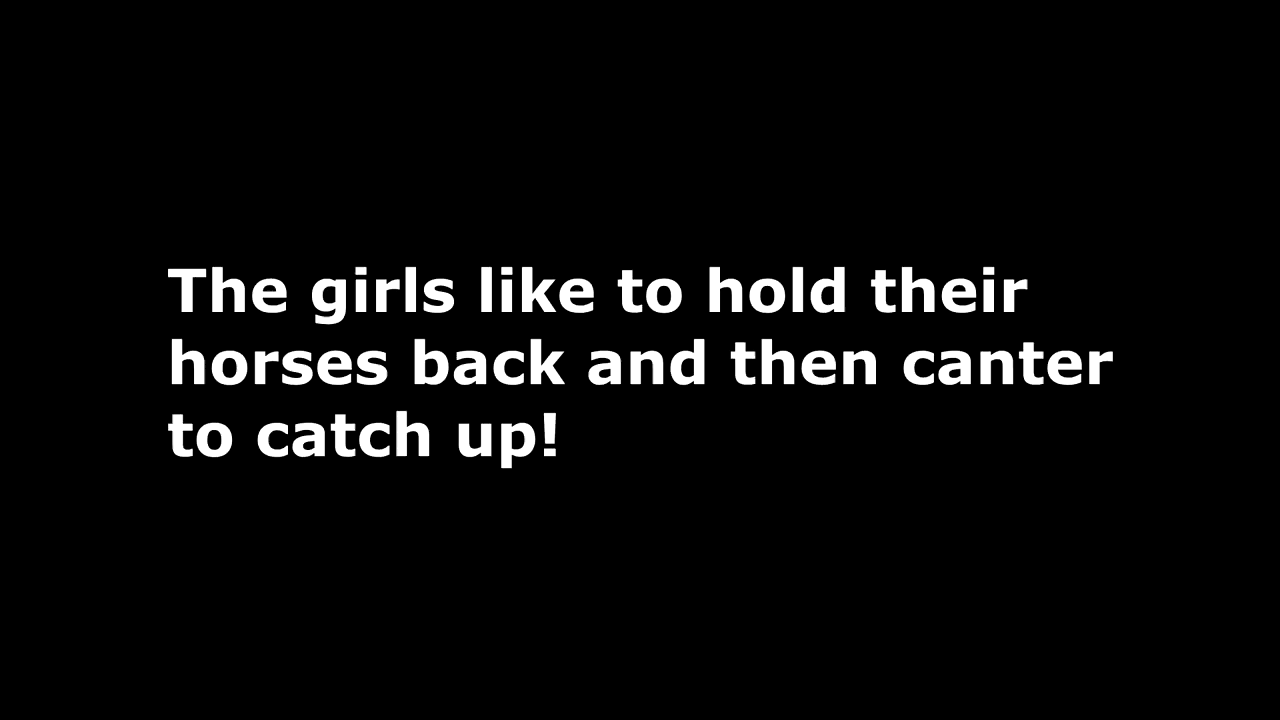 The girls like to hold their
horses back and then canter
to catch up!